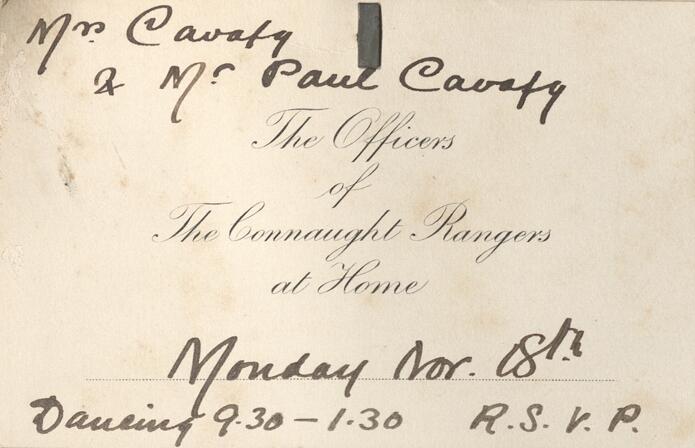 Mrs Cavafy
& Mr Paul Cavafy
The Officers
of
The Connaught Rangers
at Home
Monday Nov. 18th
Dancing 9.30 – 1.30 R.S.V.P.